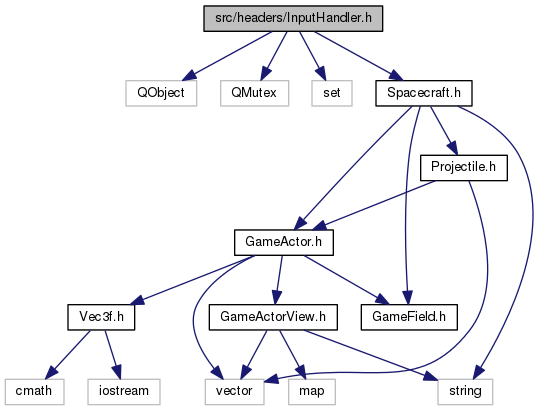 src/headers/InputHandler.h
QObject
QMutex
set
Spacecraft.h
Projectile.h
GameActor.h
Vec3f.h
GameActorView.h
GameField.h
cmath
iostream
vector
map
string